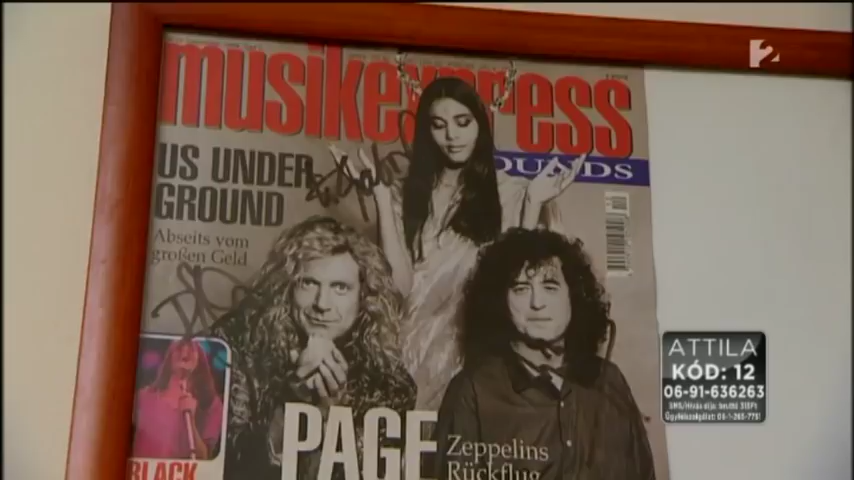 2
musikexpress
OUNDS
US UNDER
GROUND
Abseits vom
großen Geld
PAGE
Zeppelins
Rückflug
BLACK
ATTILA
KÓD: 12
06-91-636263